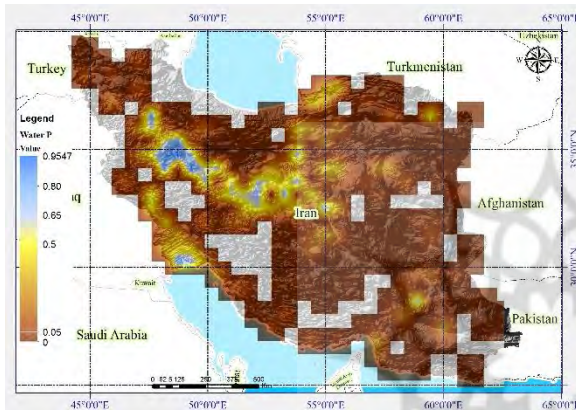 45°0'0"E 50°0'0"E 55°0'0"E 60°0'0"E 65°0'0"E
Uzbekistan
Turkey
Turkmenistan
Legend
Water P
Value
0.9547
0.80
0.65
0.5
0.05
0
Iran
Afghanistan
Kuwait
Pakistan
Saudi Arabia
500
45°0'0"E 50°0'0"E 55°0'0"E 60°0'0"E 65°0'0"E